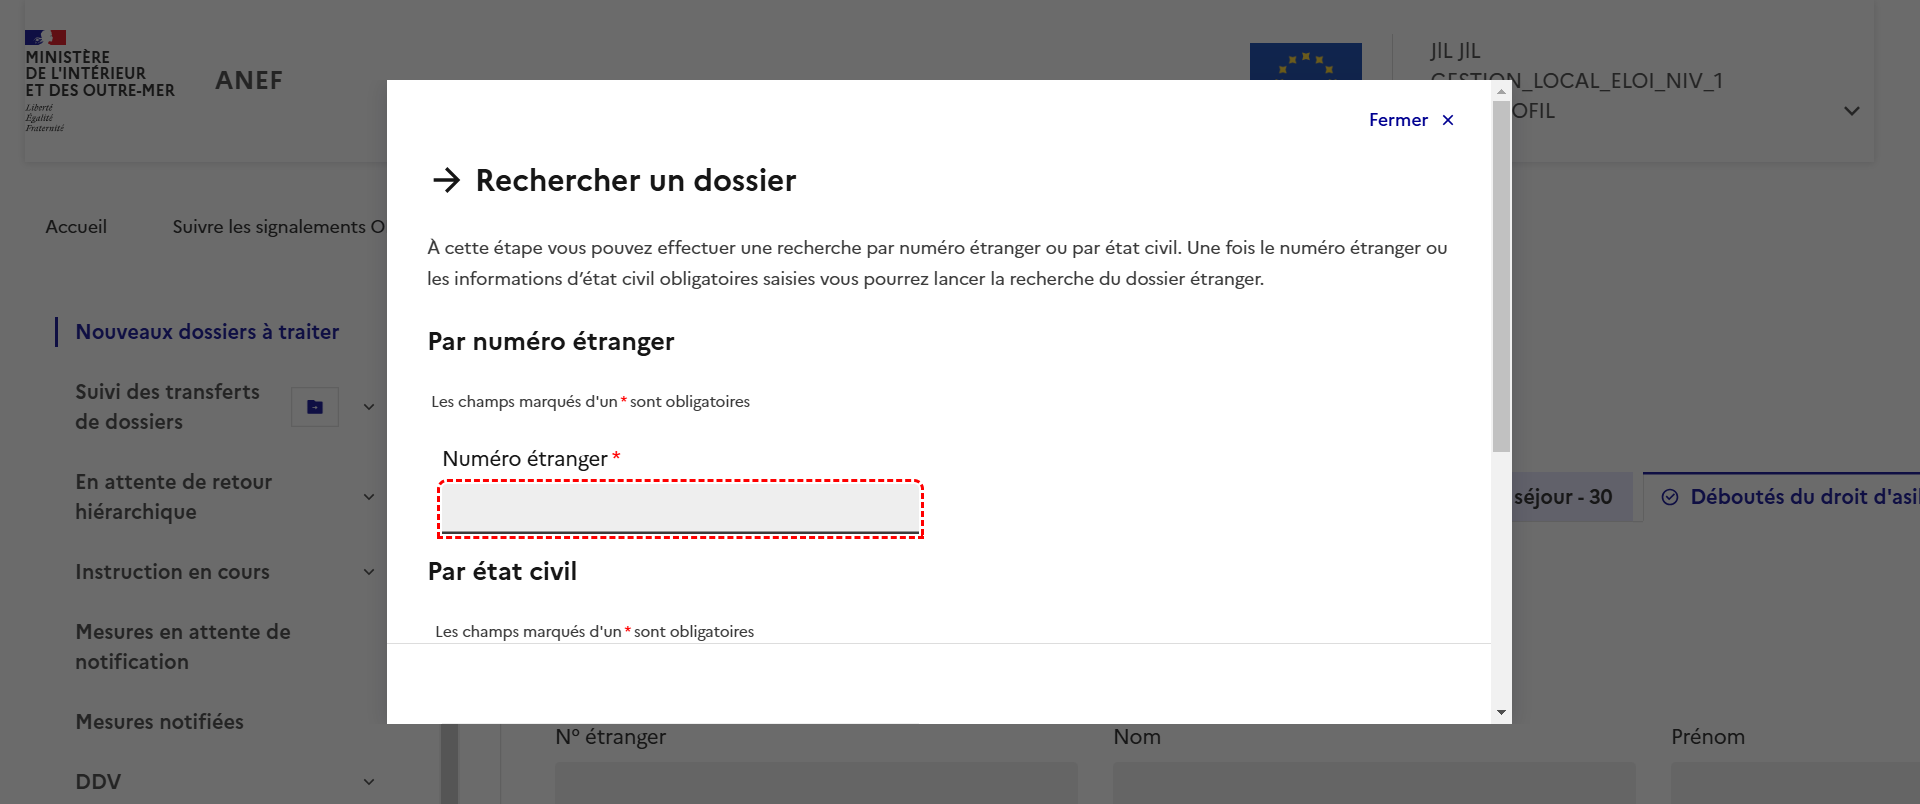 MINISTÈRE
DE L'INTÉRIEUR
ET DES OUTRE-MER
Liberté
Égalité
Fraternité
ANEF
JIL JIL
GESTION_LOCAL_ELOI_NIV_1
OFIL
Accueil
Suivre les signalements O
Nouveaux dossiers à traiter
Suivi des transferts
de dossiers
En attente de retour
hiérarchique
Instruction en cours
Mesures en attente de
notification
Mesures notifiées
DDV
Fermer ✕
→ Rechercher un dossier
À cette étape vous pouvez effectuer une recherche par numéro étranger ou par état civil. Une fois le numéro étranger ou
les informations d’état civil obligatoires saisies vous pourrez lancer la recherche du dossier étranger.
Par numéro étranger
Les champs marqués d'un * sont obligatoires
Numéro étranger *
Par état civil
Les champs marqués d'un * sont obligatoires
séjour - 30
Déboutés du droit d'asil
N° étranger
Nom
Prénom